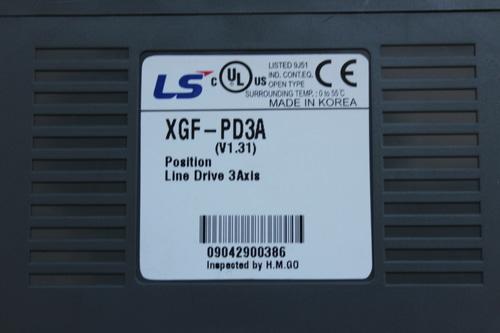 LS
C UL US
LISTED 9J51
IND. CONT.EQ.
OPEN TYPE
CE
SURROUNDING TEMP. : 0 to 55°C
MADE IN KOREA
XGF-PD3A
(V1.31)
Position
Line Drive 3Axis
09042900386
Inspected by H.M.GO